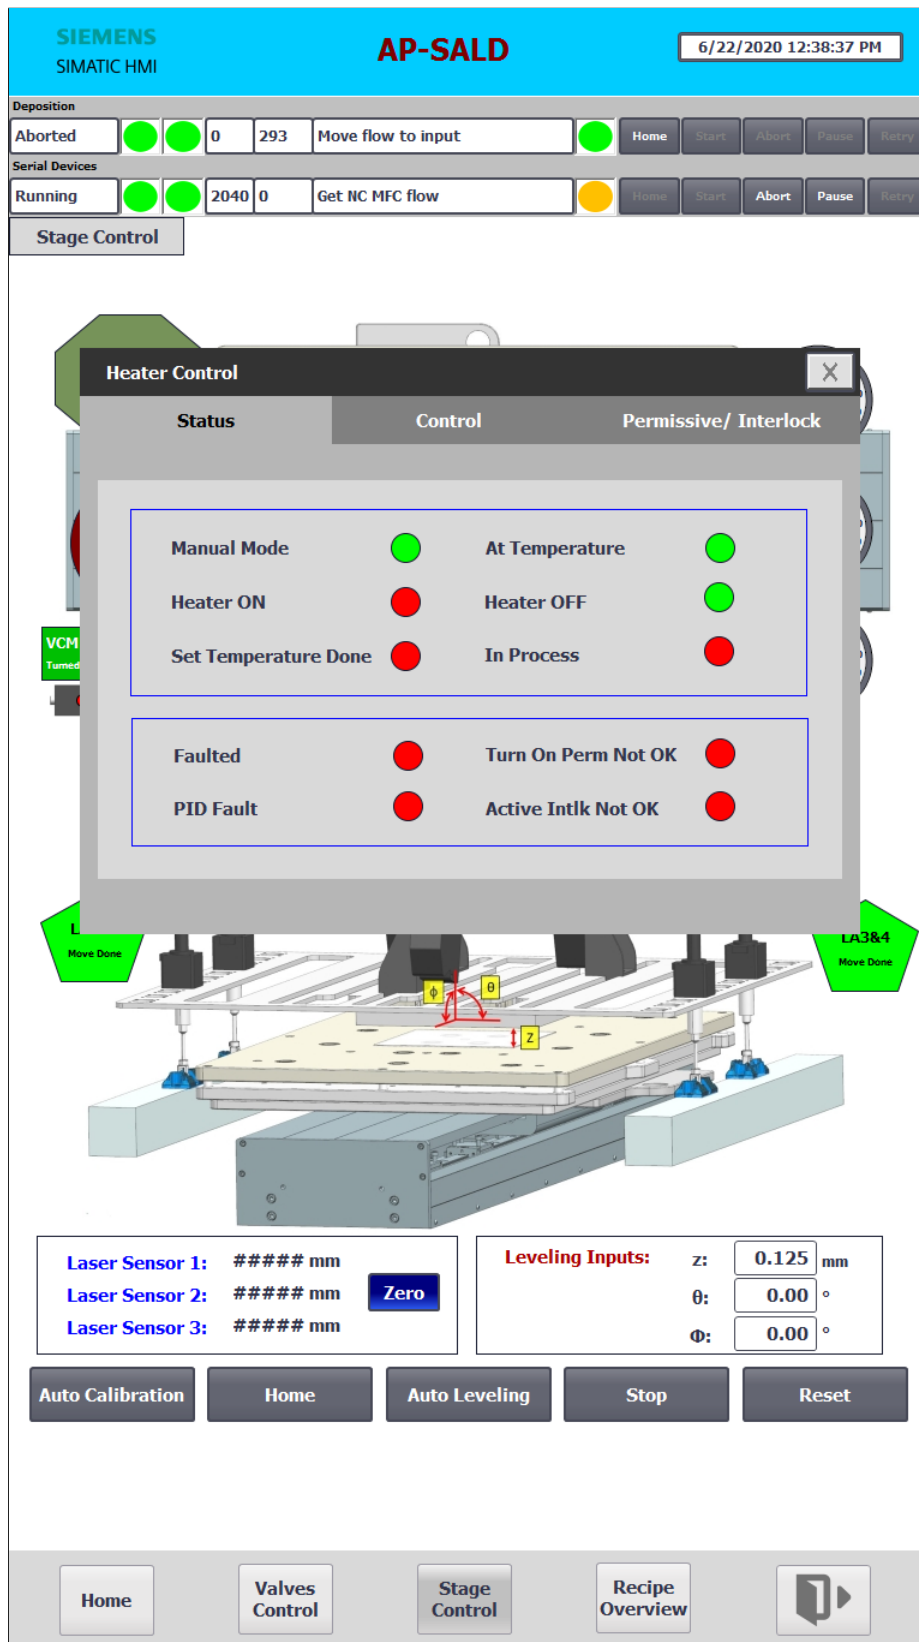 SIEMENS
SIMATIC HMI
AP-SALD
6/22/2020 12:38:37 PM
Deposition
Aborted 0 293 Move flow to input Home Start Abort Pause Retry
Serial Devices
Running 2040 0 Get NC MFC flow Home Start Abort Pause Retry
Stage Control
Heater Control X
Status Control Permissive/ Interlock
Manual Mode At Temperature
Heater ON Heater OFF
Set Temperature Done In Process
VCM
Faulted Turn On Perm Not OK
PID Fault Active Intlk Not OK
Move Done
LA3&4
Move Done
ϕ θ
Z
Laser Sensor 1: ##### mm
Laser Sensor 2: ##### mm
Laser Sensor 3: ##### mm
Zero
Leveling Inputs: z: 0.125 mm
θ: 0.00 °
Φ: 0.00 °
Auto Calibration Home Auto Leveling Stop Reset
Home
Valves
Control
Stage
Control
Recipe
Overview